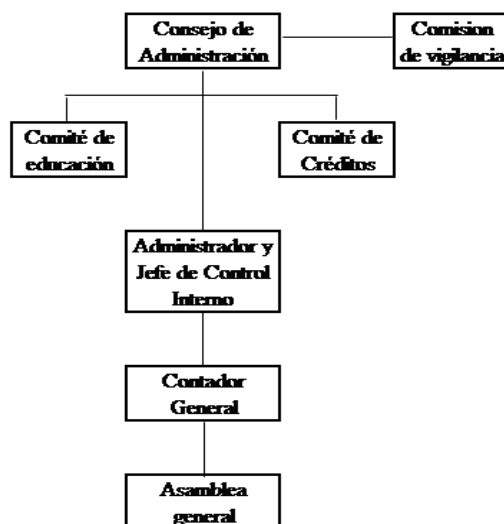 Consejo de
Administración
Comision
de vigilancia
Comité de
educación
Comité de
Créditos
Administrador y
Jefe de Control
Interno
Contador
General
Asamblea
general